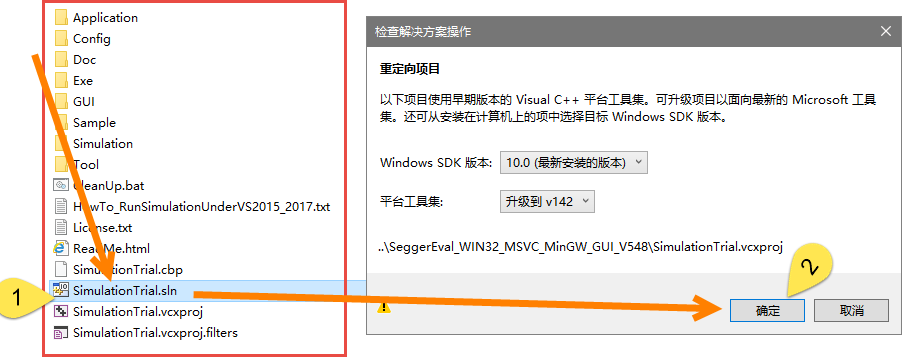 Application
Config
Doc
Exe
GUI
Sample
Simulation
Tool
CleanUp.bat
HowTo_RunSimulationUnderVS2015_2017.txt
License.txt
ReadMe.html
SimulationTrial.cbp
1
SimulationTrial.sln
SimulationTrial.vcxproj
SimulationTrial.vcxproj.filters
检查解决方案操作
重定向项目
以下项目使用早期版本的 Visual C++ 平台工具集。可升级项目以面向最新的 Microsoft 工具
集。还可从安装在计算机上的项中选择目标 Windows SDK 版本。
Windows SDK 版本: 10.0 (最新安装的版本)
平台工具集: 升级到 v142
..\SeggerEval_WIN32_MSVC_MinGW_GUI_V548\SimulationTrial.vcxproj
2
确定 取消